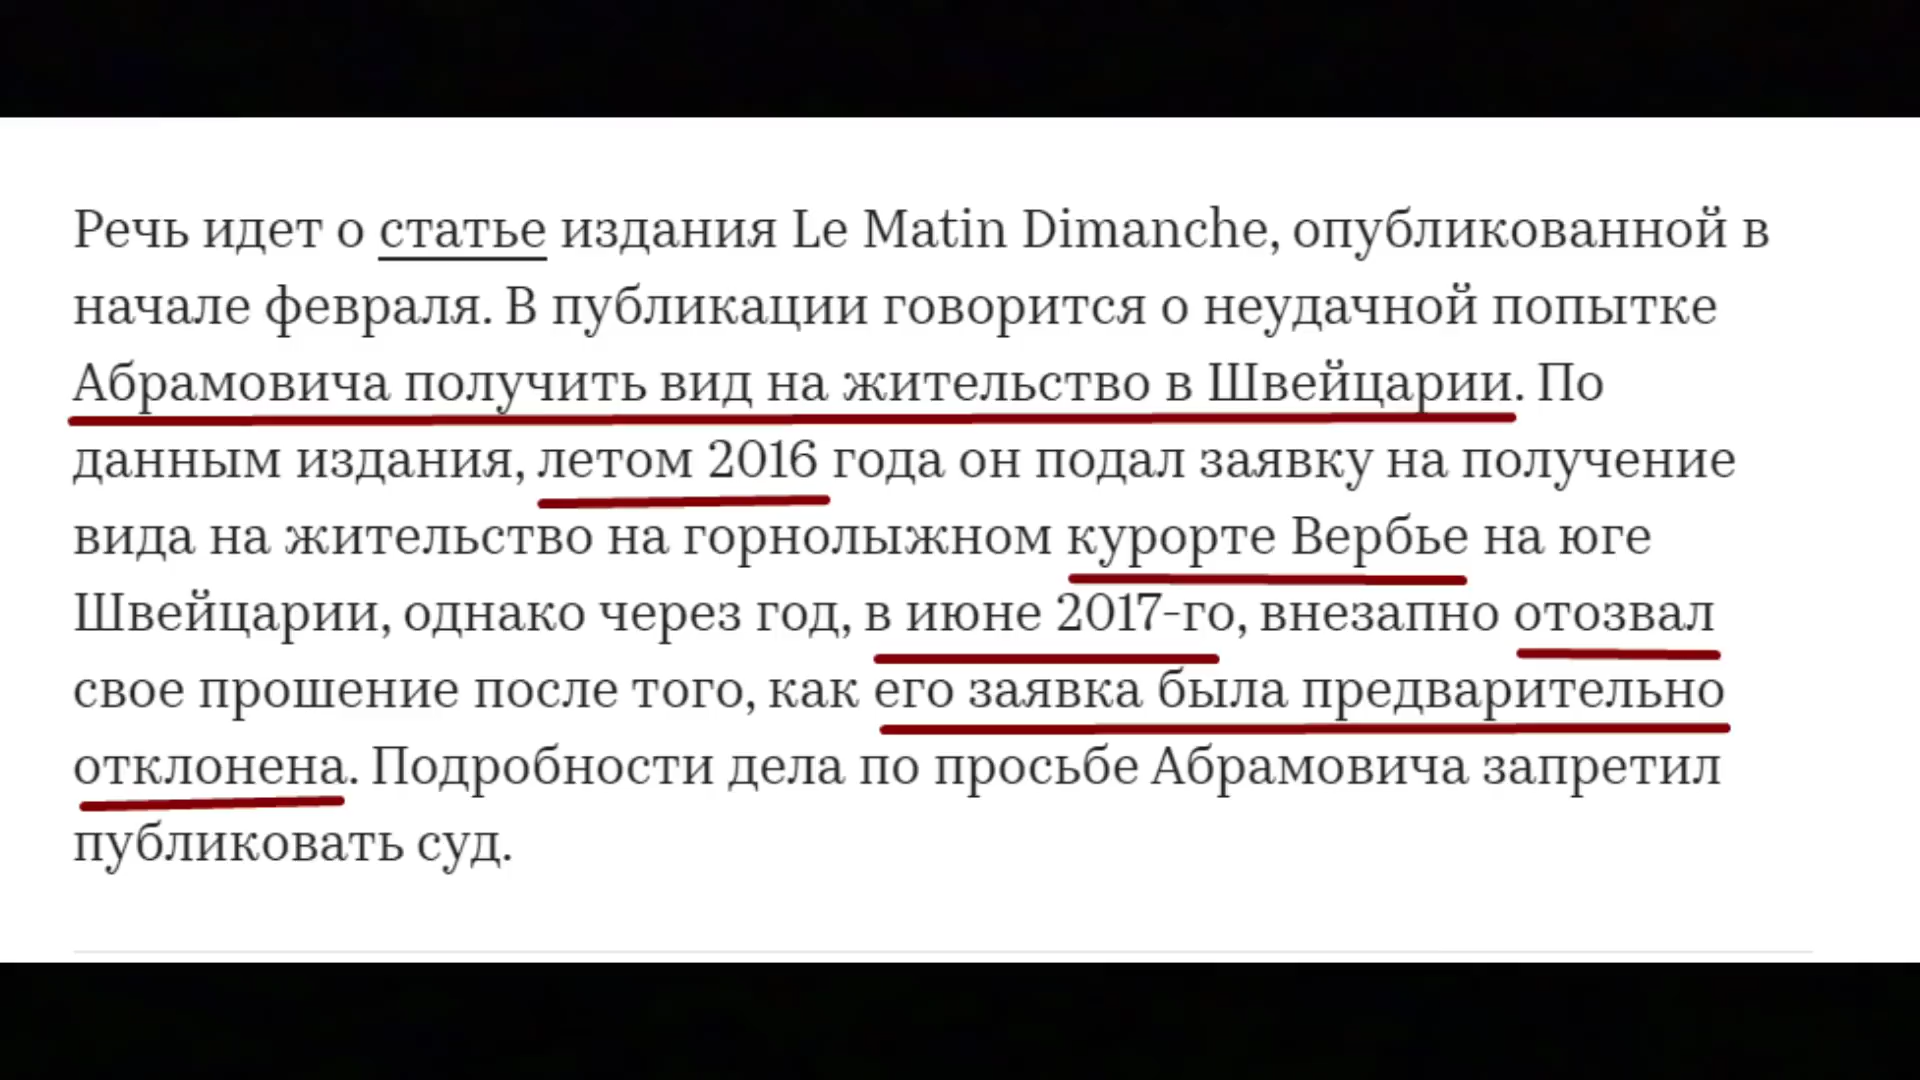 Речь идет о статье издания Le Matin Dimanche, опубликованной в
начале февраля. В публикации говорится о неудачной попытке
Абрамовича получить вид на жительство в Швейцарии. По
данным издания, летом 2016 года он подал заявку на получение
вида на жительство на горнолыжном курорте Вербье на юге
Швейцарии, однако через год, в июне 2017-го, внезапно отозвал
свое прошение после того, как его заявка была предварительно
отклонена. Подробности дела по просьбе Абрамовича запретил
публиковать суд.